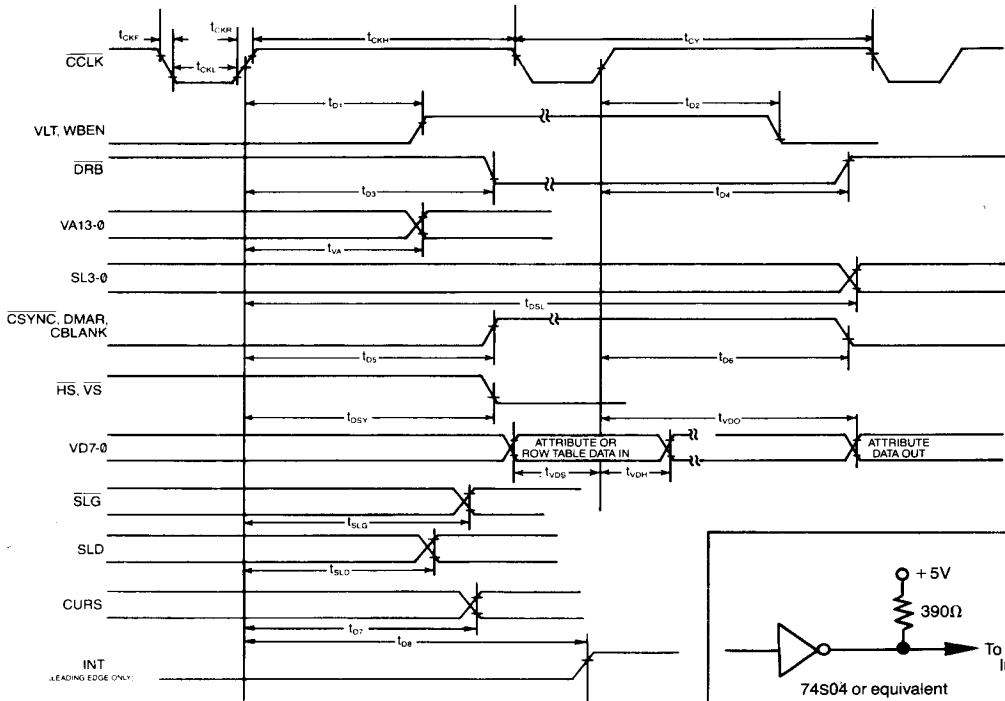 tCKF
tCKR
tCKH
tCY
CCLK
tCKL
tD1
tD2
VLT, WBEN
DRB
tD3
tD4
VA13-0
tVA
SL3-0
tDSL
CSYNC, DMAR,
CBLANK
tD5
tD6
HS, VS
tDSY
tVDO
VD7-0
ATTRIBUTE OR
ROW TABLE DATA IN
ATTRIBUTE
DATA OUT
tVDS
tVDH
SLG
tSLG
SLD
tSLD
CURS
tD7
tD8
INT
(LEADING EDGE ONLY)
+5V
390Ω
To
74S04 or equivalent